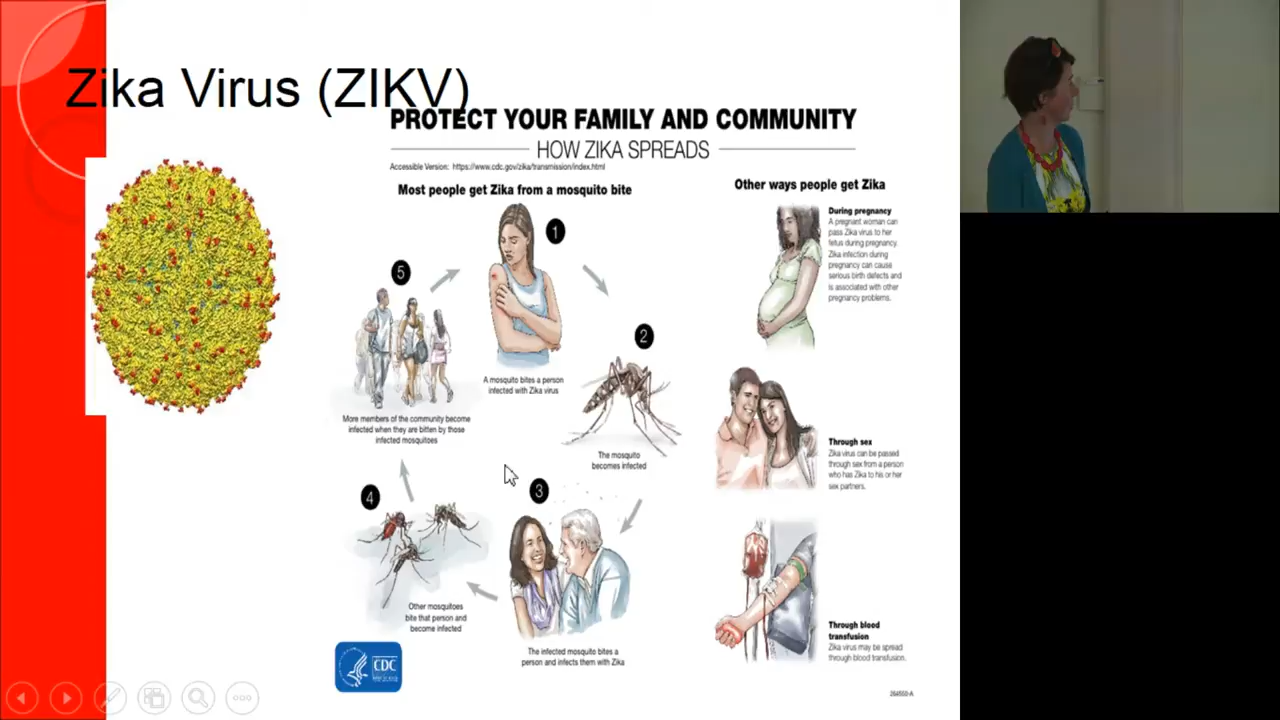 Zika Virus (ZIKV)
PROTECT YOUR FAMILY AND COMMUNITY
HOW ZIKA SPREADS
Accessible Version: https://www.cdc.gov/zika/transmission/index.html
Most people get Zika from a mosquito bite
1
A mosquito bites a person
infected with Zika virus
2
The mosquito
becomes infected
3
The infected mosquito bites a
person and infects them with Zika
4
Other mosquitoes
bite that person and
become infected
5
More members of the community become
infected when they are bitten by those
infected mosquitoes
Other ways people get Zika
During pregnancy
A pregnant woman can
pass Zika virus to her
fetus during pregnancy.
Zika infection during
pregnancy can cause
serious birth defects and
is associated with other
pregnancy problems.
Through sex
Zika virus can be passed
through sex from a person
who has Zika to his or her
sex partners.
Through blood
transfusion
Zika virus may be spread
through blood transfusion.
CDC